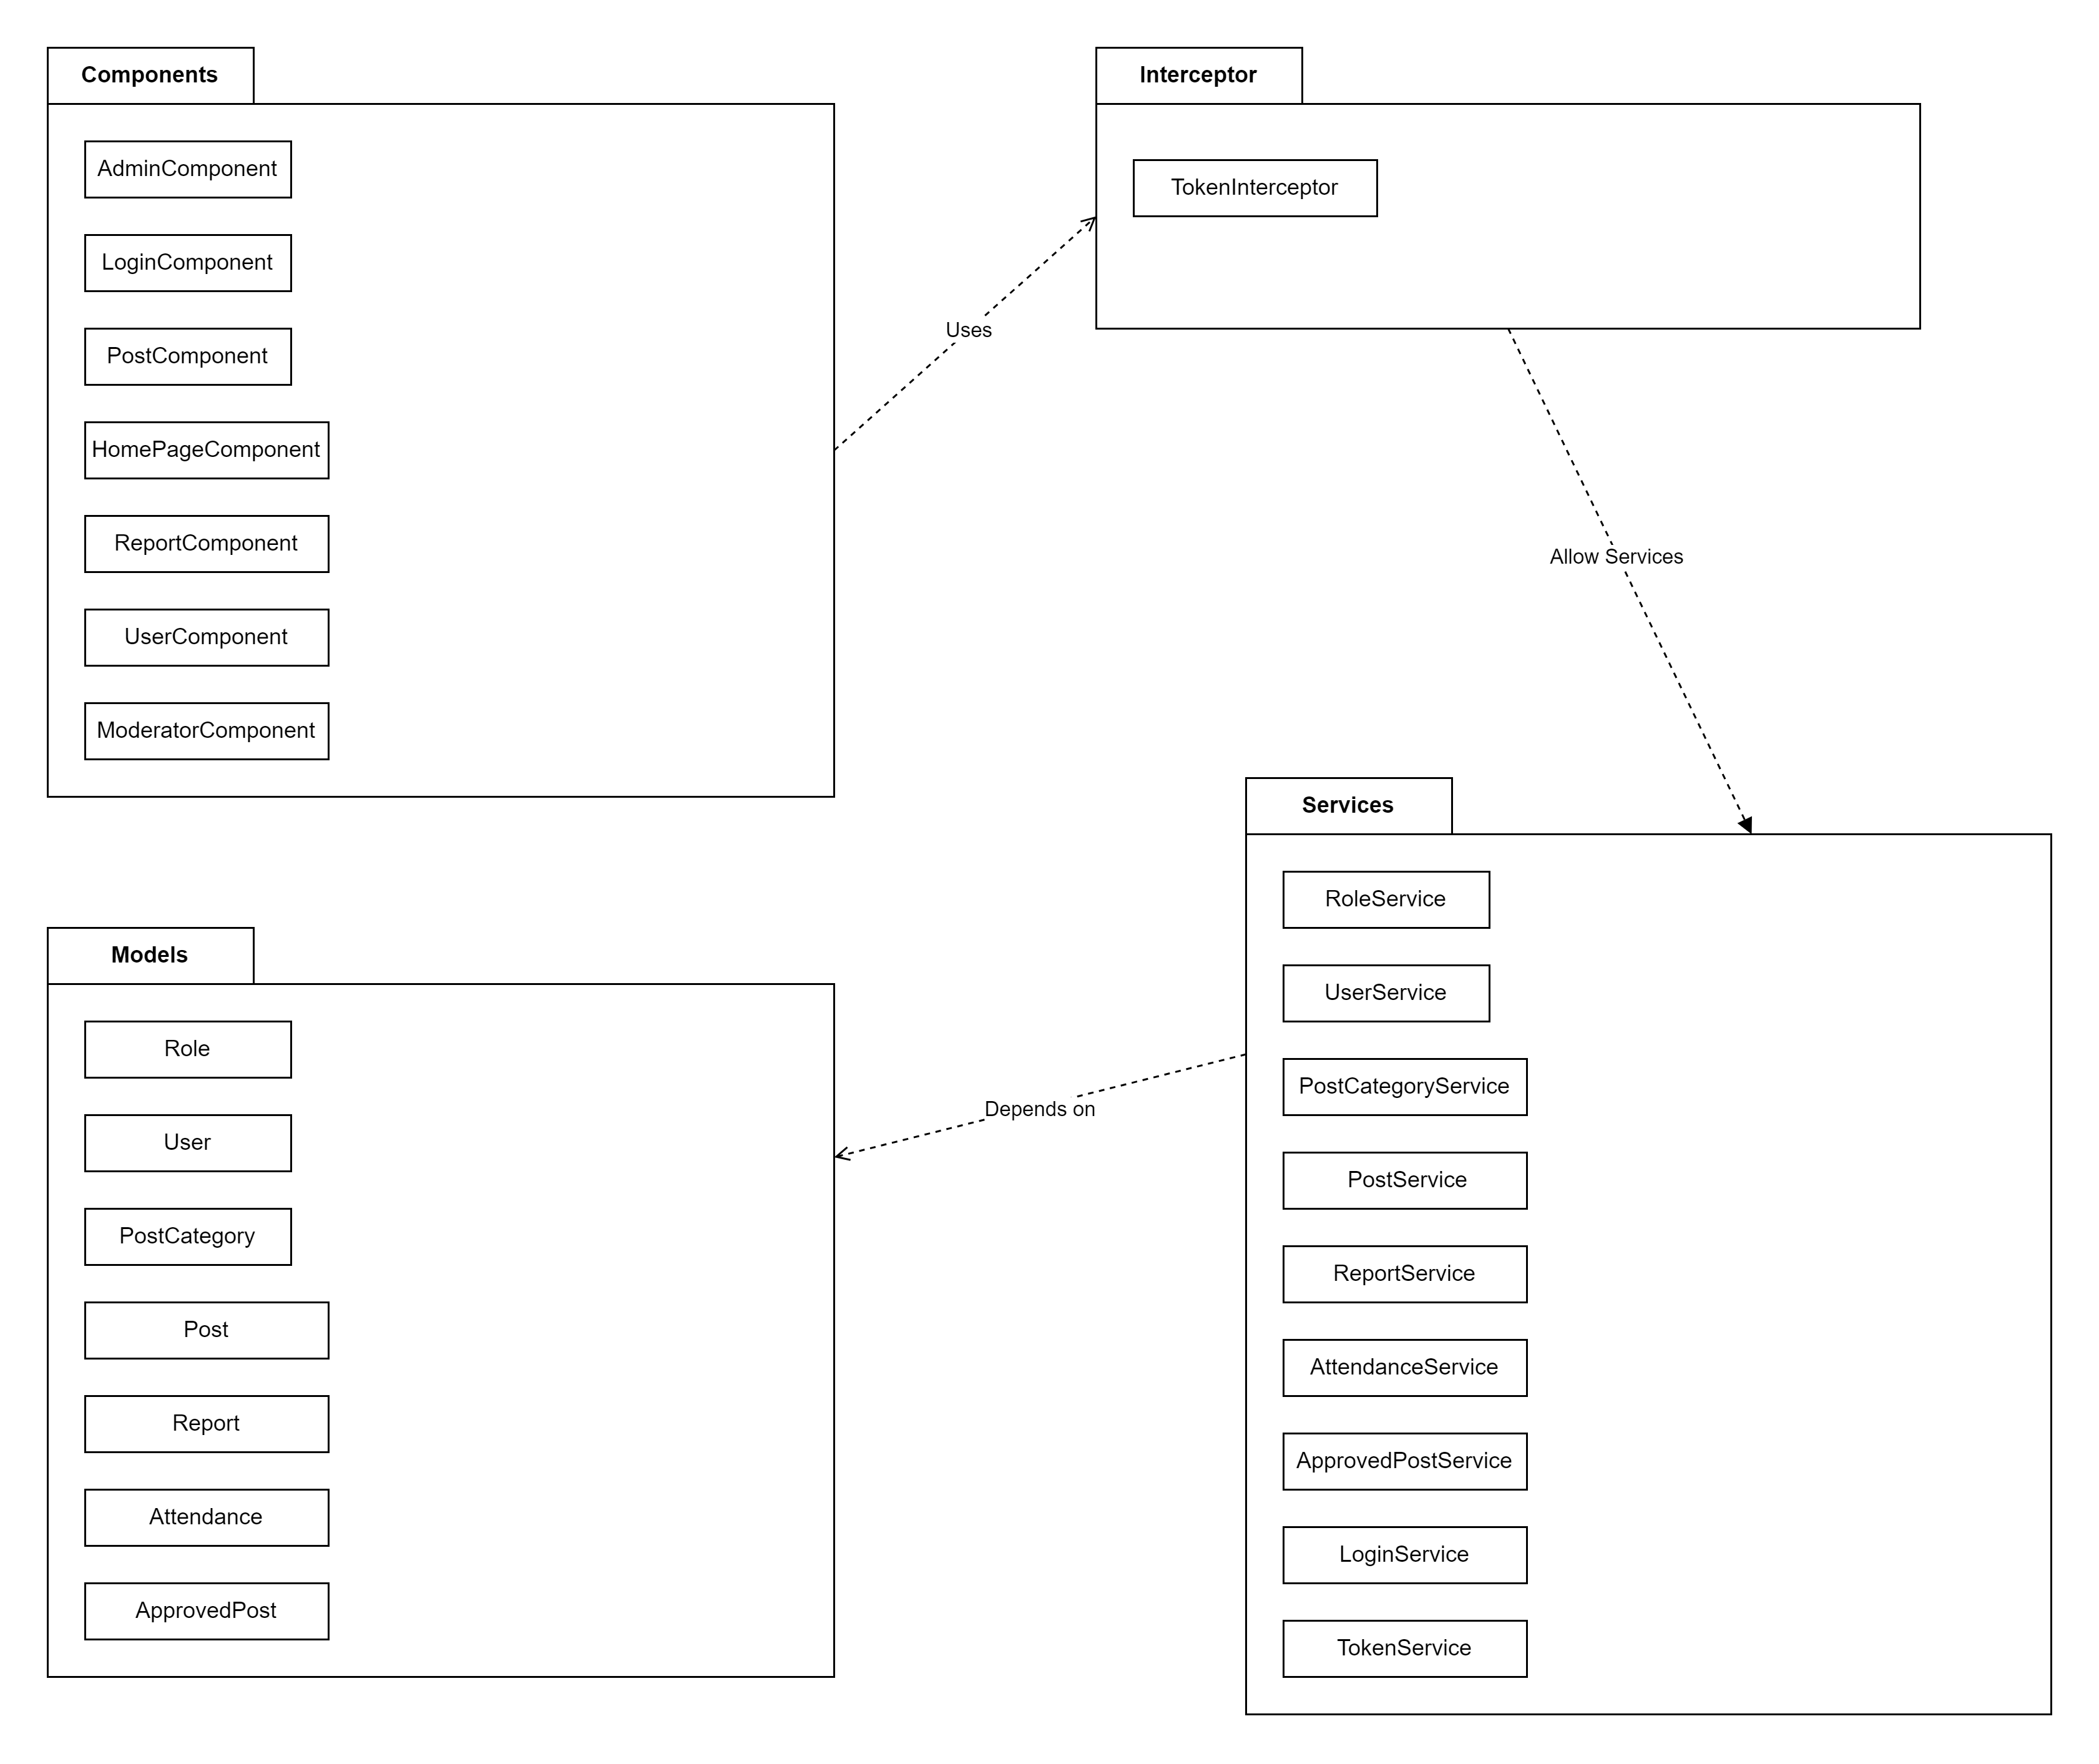 Components
AdminComponent
LoginComponent
PostComponent
HomePageComponent
ReportComponent
UserComponent
ModeratorComponent
Uses
Interceptor
TokenInterceptor
Allow Services
Services
RoleService
UserService
PostCategoryService
PostService
ReportService
AttendanceService
ApprovedPostService
LoginService
TokenService
Depends on
Models
Role
User
PostCategory
Post
Report
Attendance
ApprovedPost